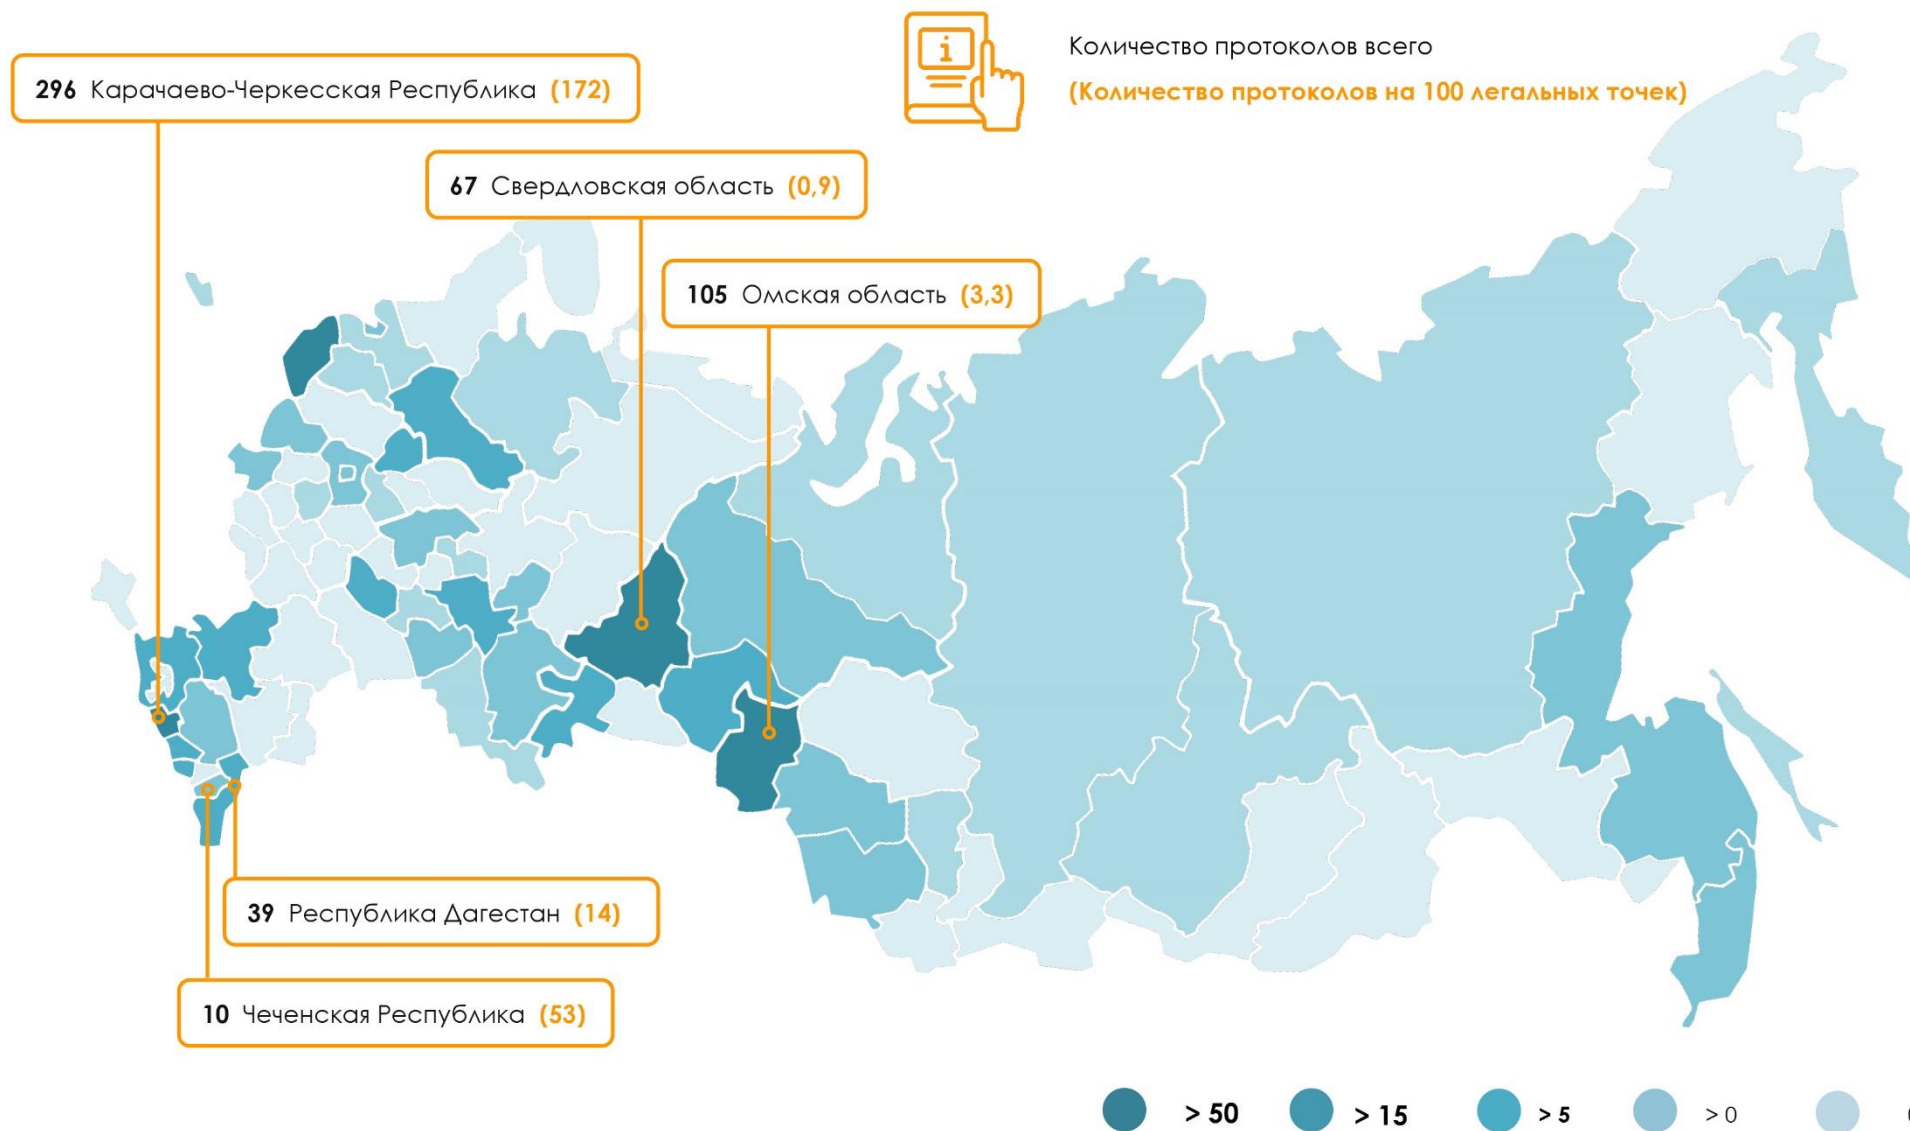 Количество протоколов всего
(Количество протоколов на 100 легальных точек)
296 Карачаево-Черкесская Республика (172)
67 Свердловская область (0,9)
105 Омская область (3,3)
39 Республика Дагестан (14)
10 Чеченская Республика (53)
> 50 > 15 > 5 > 0